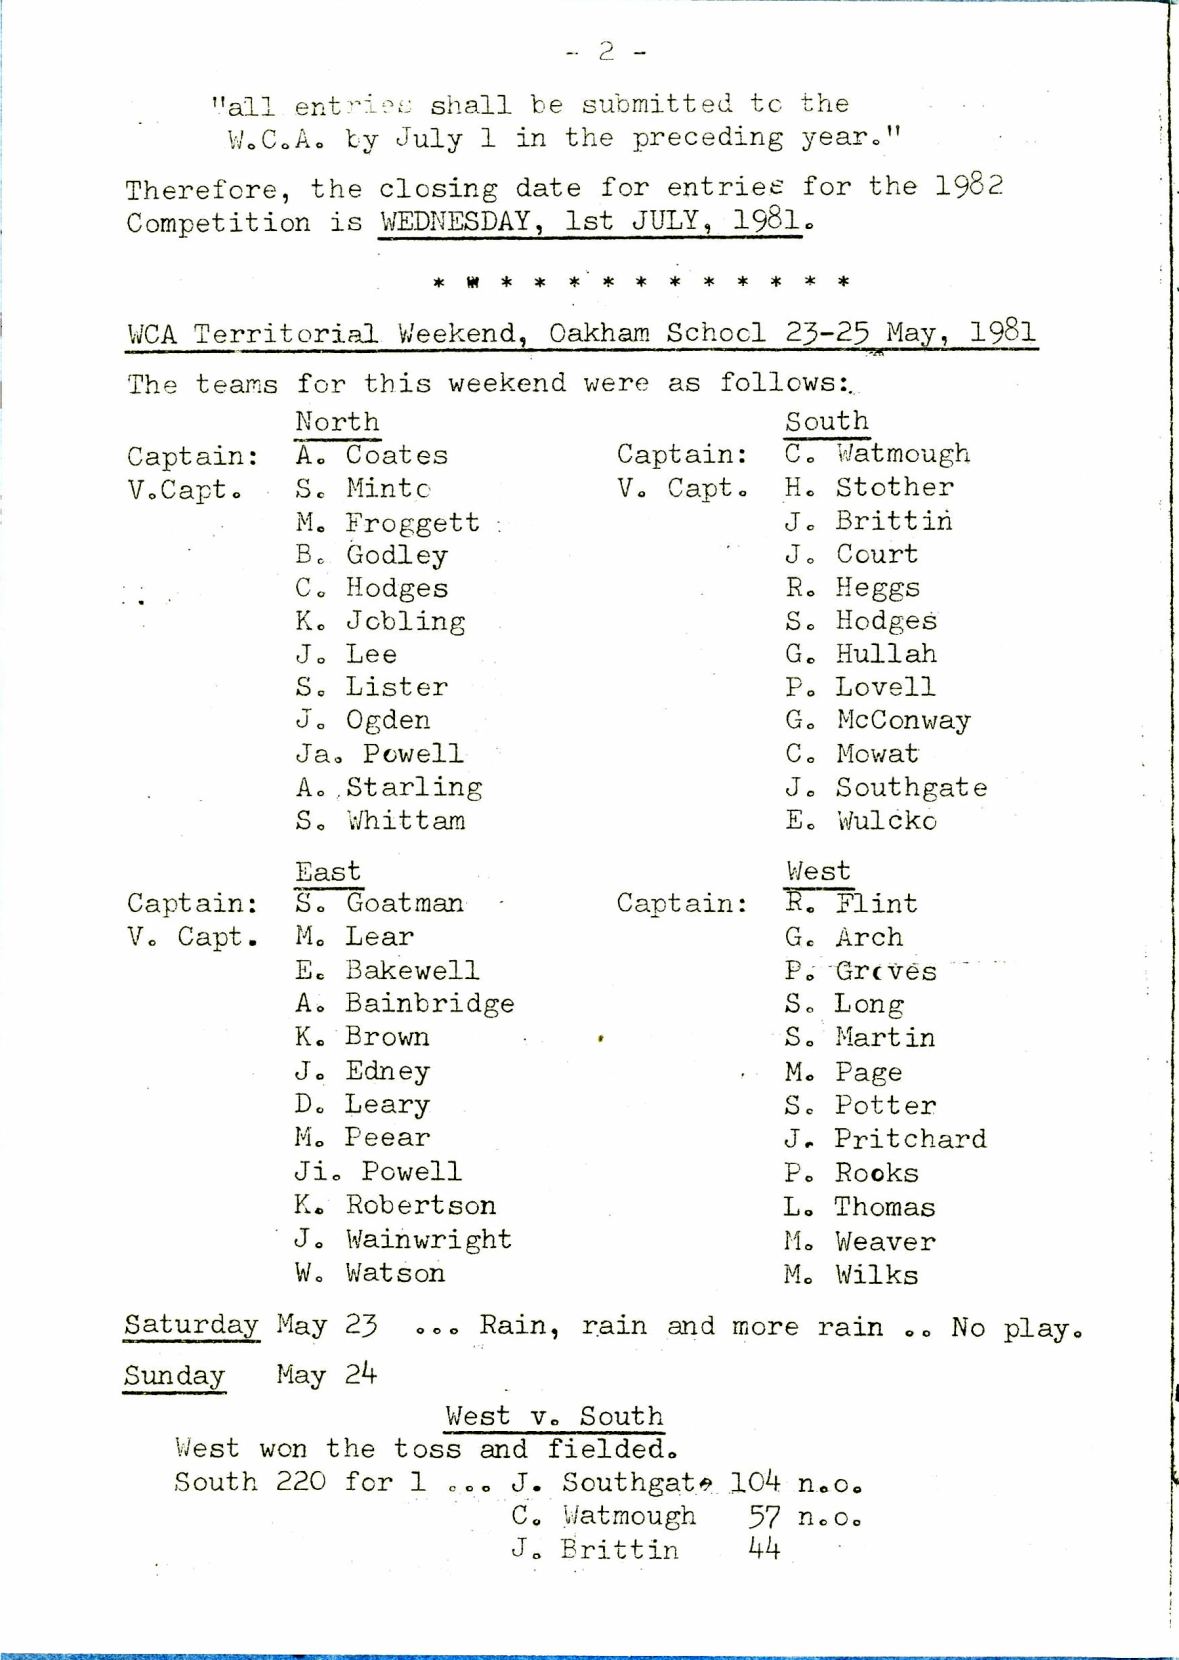 - 2 -
"all entries shall be submitted to the
W.C.A. by July 1 in the preceding year."
Therefore, the closing date for entries for the 1982
Competition is WEDNESDAY, 1st JULY, 1981.
* * * * * * * * * * * * *
WCA Territorial Weekend, Oakham School 23-25 May, 1981
The teams for this weekend were as follows:
North South
Captain: A. Coates Captain: C. Watmough
V.Capt. S. Minto V. Capt. H. Stother
M. Froggett J. Brittin
B. Godley J. Court
C. Hodges R. Heggs
K. Jobling S. Hodges
J. Lee G. Hullah
S. Lister P. Lovell
J. Ogden G. McConway
Ja. Powell C. Mowat
A. Starling J. Southgate
S. Whittam E. Wulcko
East West
Captain: S. Goatman Captain: R. Flint
V. Capt. M. Lear G. Arch
E. Bakewell P. Greves
A. Bainbridge S. Long
K. Brown S. Martin
J. Edney M. Page
D. Leary S. Potter
M. Peear J. Pritchard
Ji. Powell P. Rooks
K. Robertson L. Thomas
J. Wainwright M. Weaver
W. Watson M. Wilks
Saturday May 23 ... Rain, rain and more rain .. No play.
Sunday May 24
West v. South
West won the toss and fielded.
South 220 for 1 ... J. Southgate 104 n.o.
C. Watmough 57 n.o.
J. Brittin 44